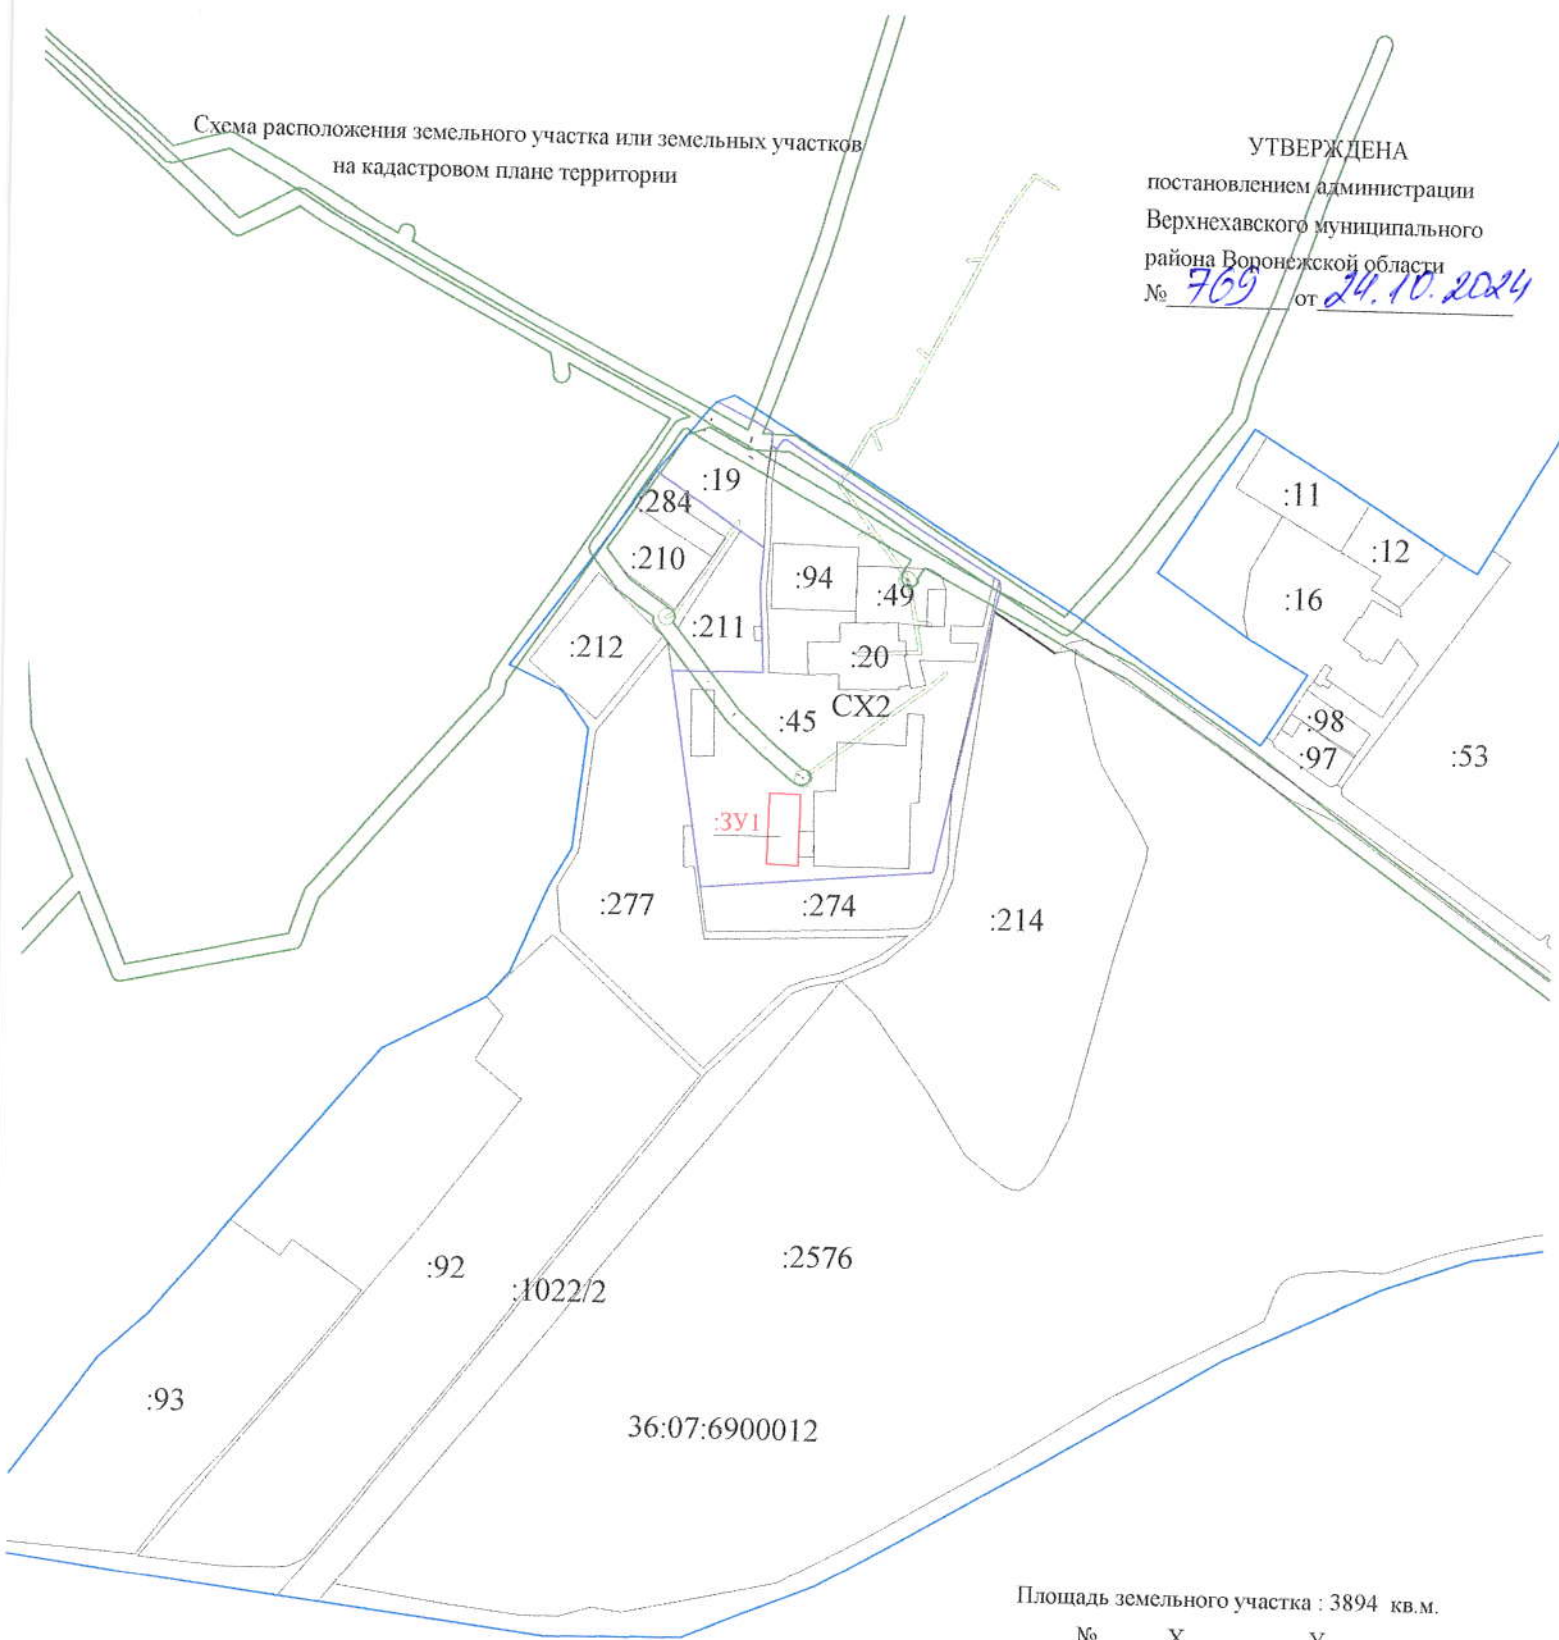 Схема расположения земельного участка или земельных участков
на кадастровом плане территории
УТВЕРЖДЕНА
постановлением администрации
Верхнехавского муниципального
района Воронежской области
№ 769 от 24.10.2024
:19
:284
:210
:94
:49
:211
:212
:20
:45
СХ2
:ЗУ1
:11
:12
:16
:98
:97
:53
:277
:274
:214
:92
:1022/2
:2576
:93
36:07:6900012
Площадь земельного участка : 3894 кв.м.
№ X Y